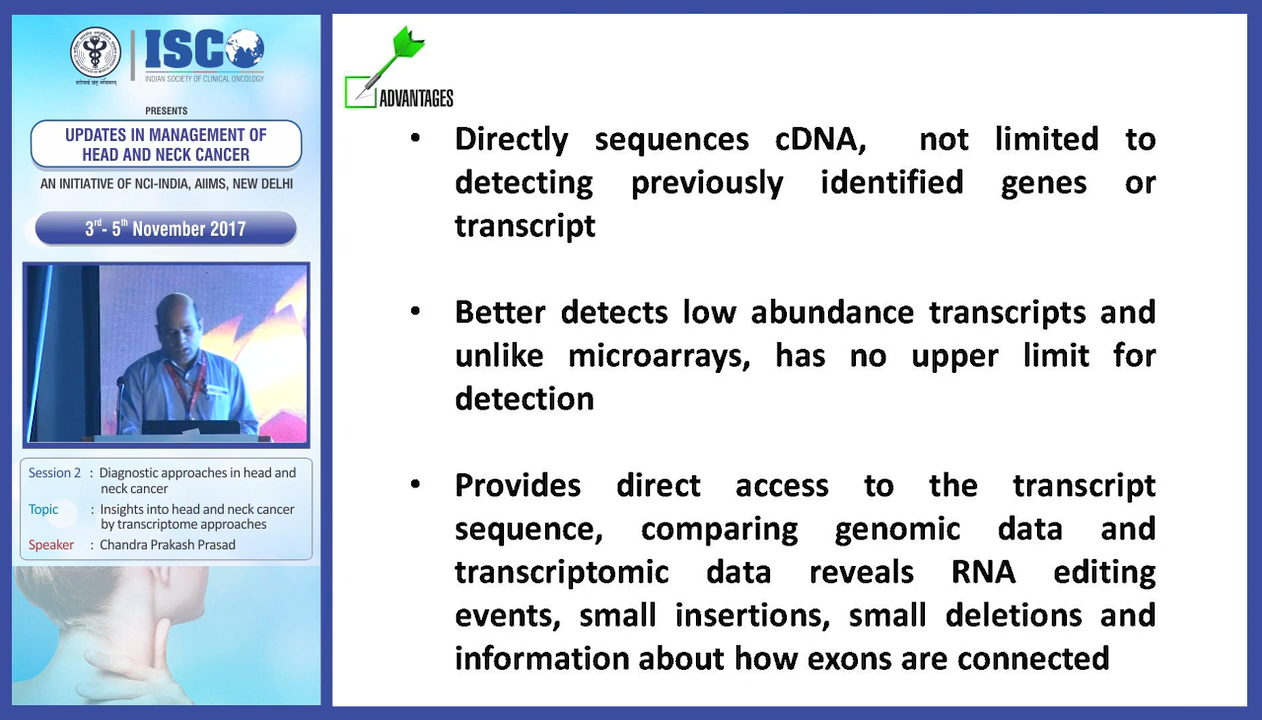 ISCO
INDIAN SOCIETY OF CLINICAL ONCOLOGY
PRESENTS
UPDATES IN MANAGEMENT OF
HEAD AND NECK CANCER
AN INITIATIVE OF NCI-INDIA, AIIMS, NEW DELHI
3rd- 5th November 2017
Session 2 : Diagnostic approaches in head and
neck cancer
Topic : Insights into head and neck cancer
by transcriptome approaches
Speaker : Chandra Prakash Prasad
ADVANTAGES
• Directly sequences cDNA, not limited to
detecting previously identified genes or
transcript
• Better detects low abundance transcripts and
unlike microarrays, has no upper limit for
detection
• Provides direct access to the transcript
sequence, comparing genomic data and
transcriptomic data reveals RNA editing
events, small insertions, small deletions and
information about how exons are connected